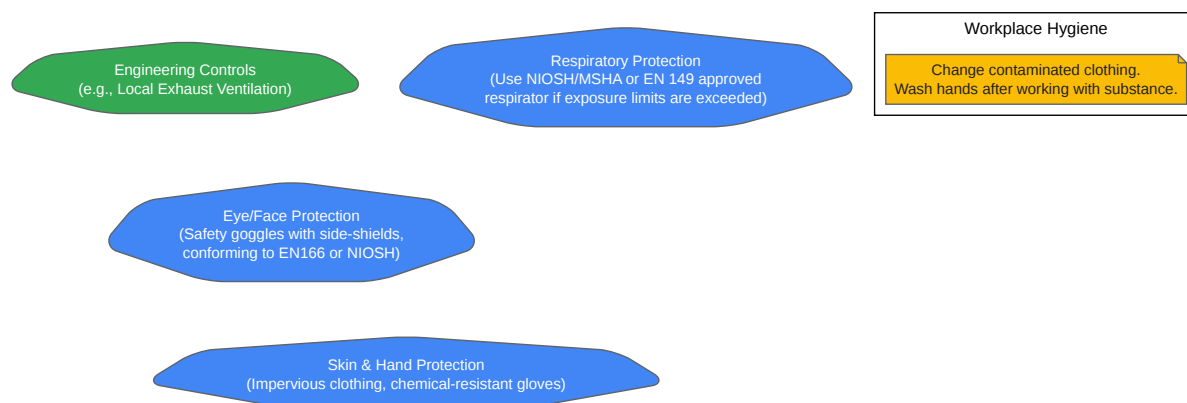 Engineering Controls
(e.g., Local Exhaust Ventilation)
Respiratory Protection
(Use NIOSH/MSHA or EN 149 approved
respirator if exposure limits are exceeded)
Workplace Hygiene
Change contaminated clothing.
Wash hands after working with substance.
Eye/Face Protection
(Safety goggles with side-shields,
conforming to EN166 or NIOSH)
Skin & Hand Protection
(Impervious clothing, chemical-resistant gloves)